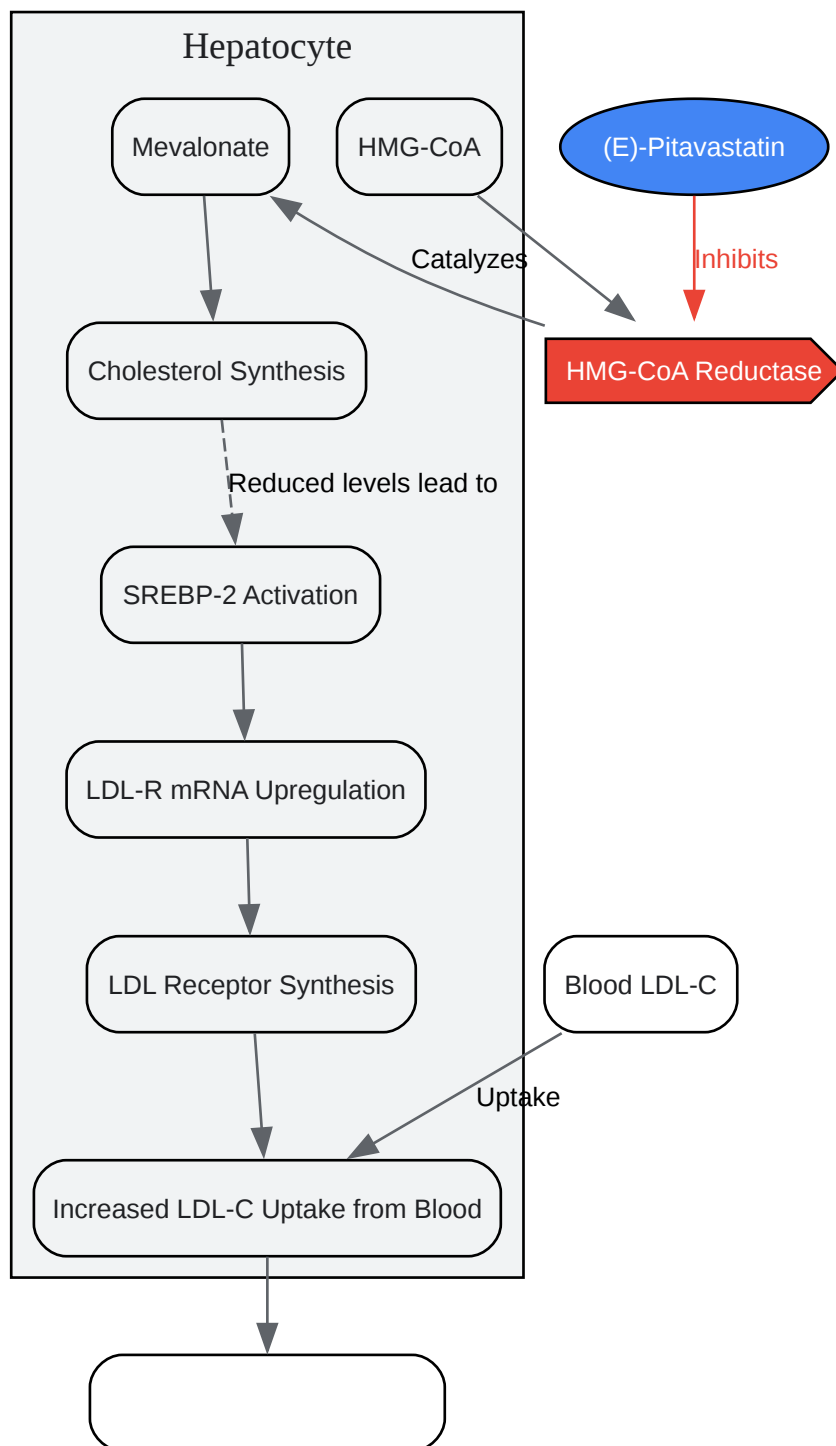 Hepatocyte
Mevalonate
HMG-CoA
(E)-Pitavastatin
Catalyzes
Inhibits
Cholesterol Synthesis
HMG-CoA Reductase
Reduced levels lead to
SREBP-2 Activation
LDL-R mRNA Upregulation
LDL Receptor Synthesis
Blood LDL-C
Uptake
Increased LDL-C Uptake from Blood